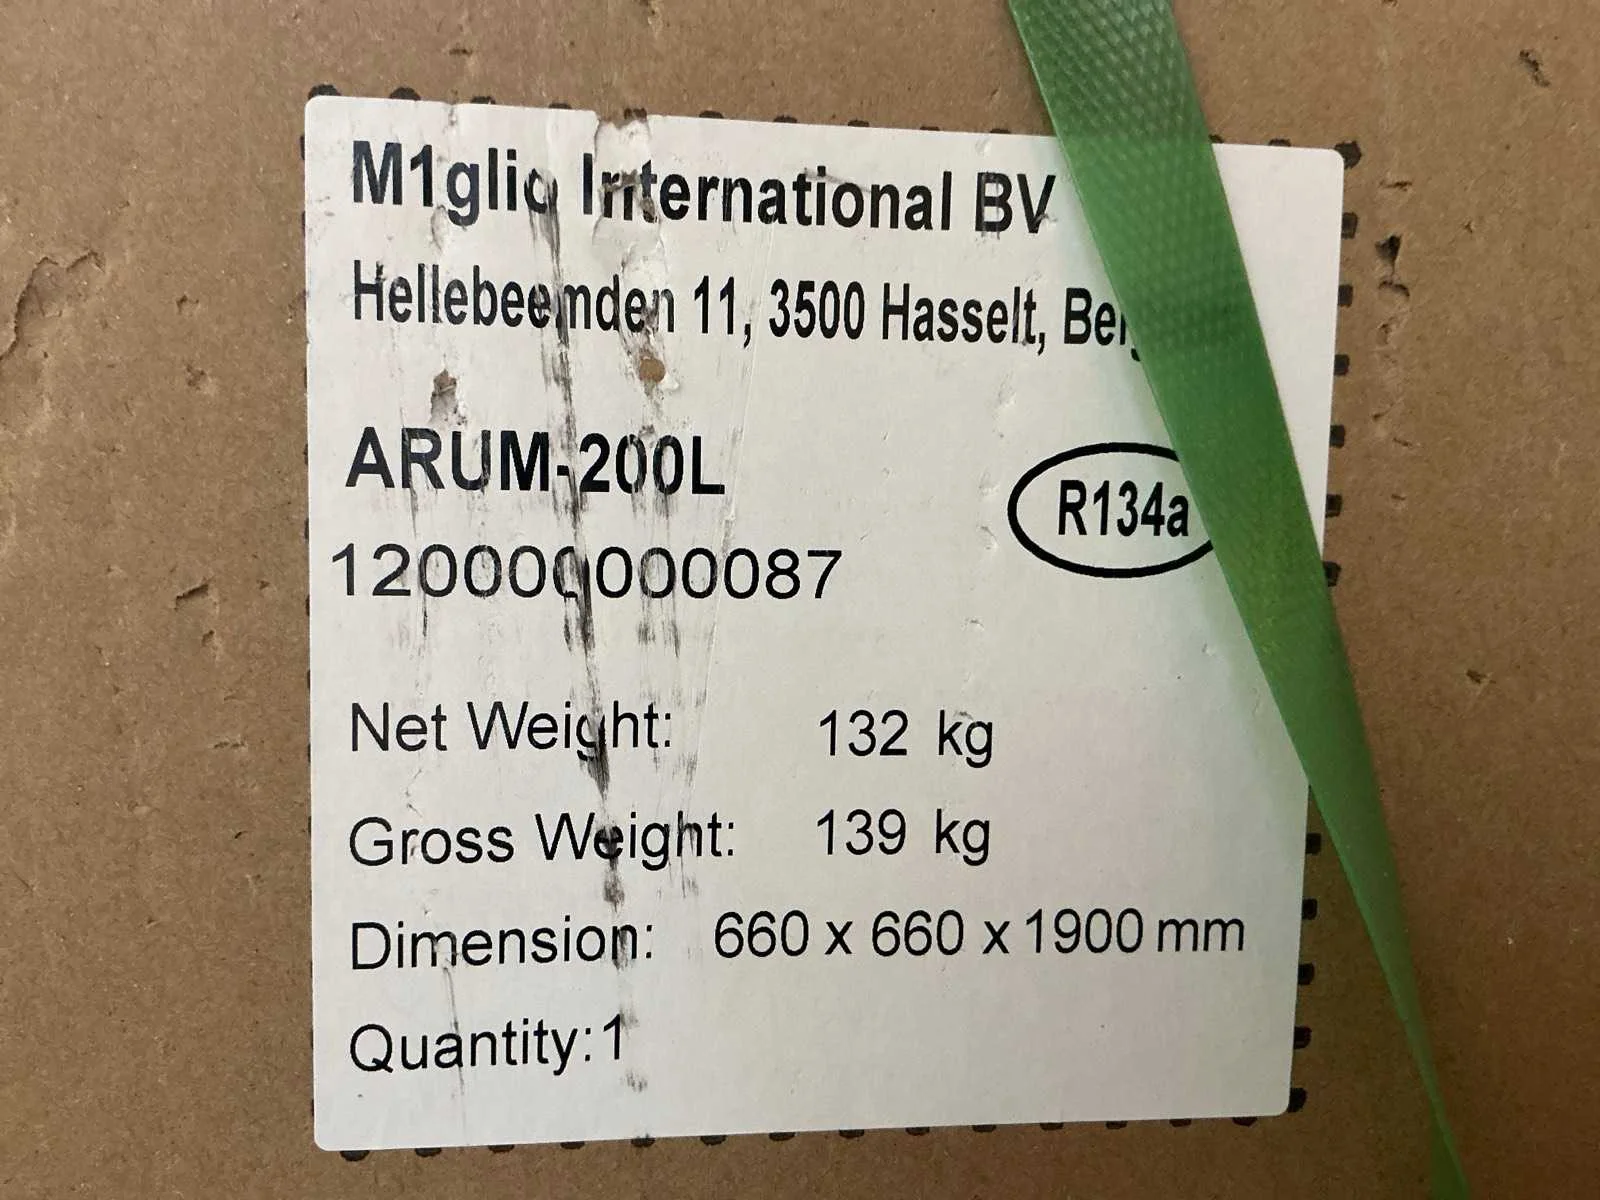 M1glio International BV
Hellebeemden 11, 3500 Hasselt,
ARUM-200L
R134a
120000000087
Net Weight: 132 kg
Gross Weight: 139 kg
Dimension: 660 x 660 x 1900 mm
Quantity:1